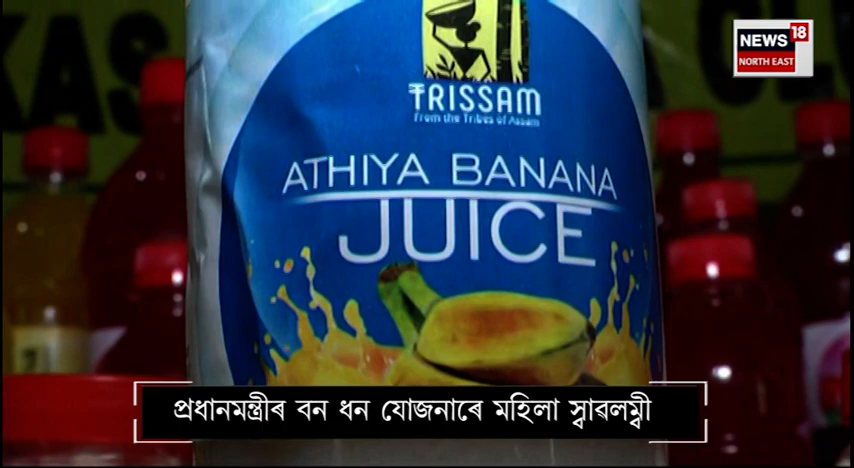 NEWS 18
NORTH EAST
TRISSAM
From the Tribes of Assam
ATHIYA BANANA
JUICE
প্ৰধানমন্ত্ৰীৰ বন ধন যোজনাৰে মহিলা স্বাৱলম্বী